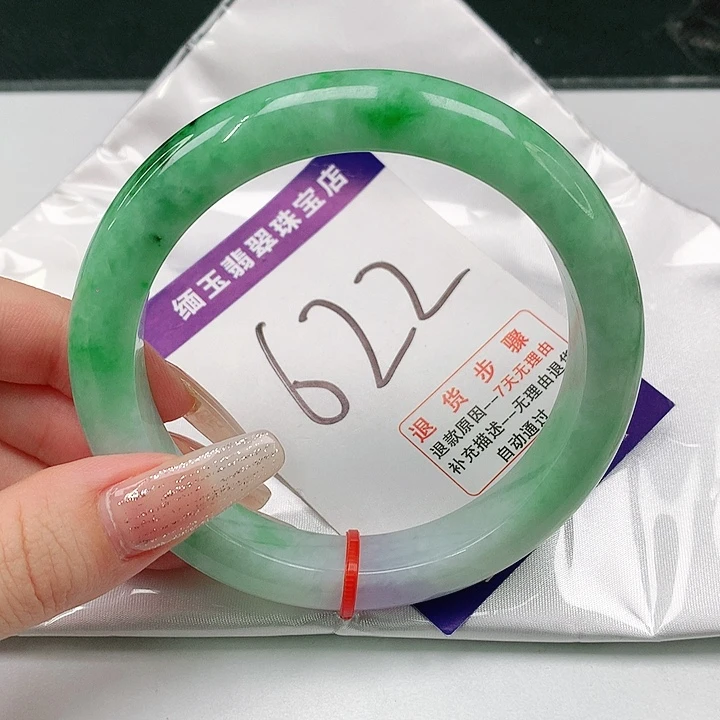 缅玉翡翠珠宝店
622
退货步骤
退款原因--7天无理由
补充描述--无理由退货
自动通过